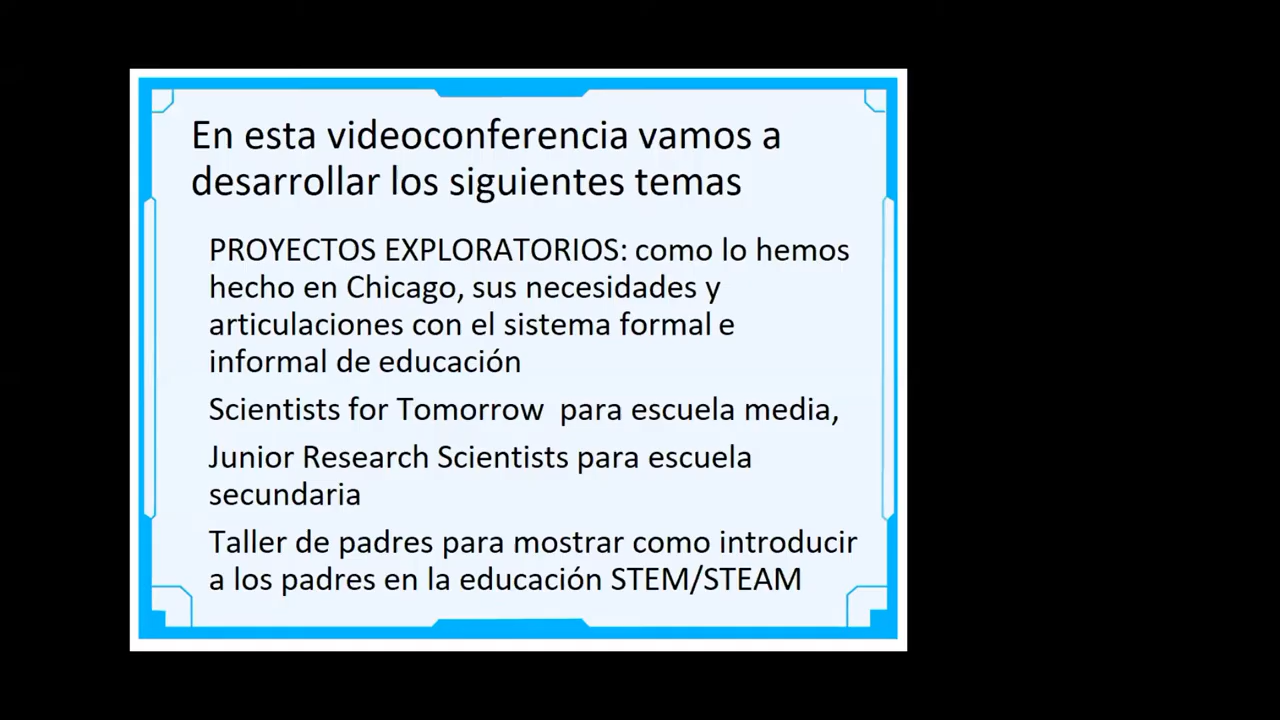 En esta videoconferencia vamos a
desarrollar los siguientes temas
PROYECTOS EXPLORATORIOS: como lo hemos
hecho en Chicago, sus necesidades y
articulaciones con el sistema formal e
informal de educación
Scientists for Tomorrow  para escuela media,
Junior Research Scientists para escuela
secundaria
Taller de padres para mostrar como introducir
a los padres en la educación STEM/STEAM